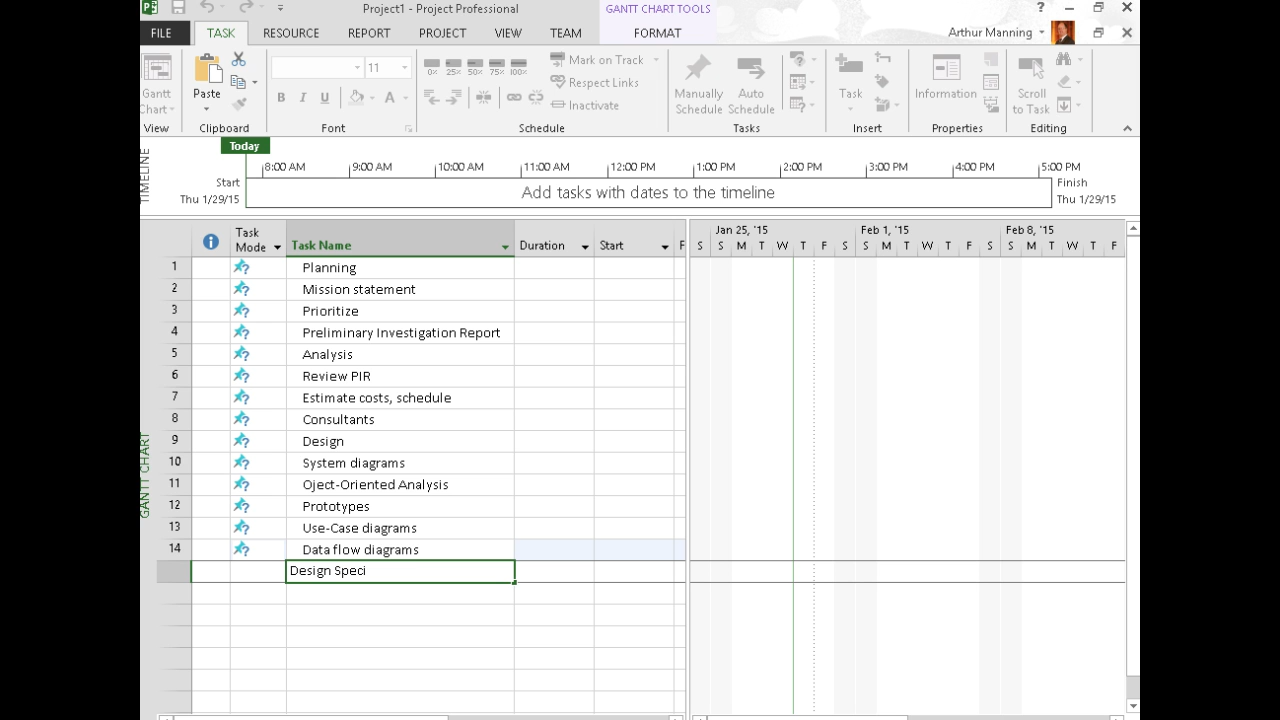 Project1 - Project Professional
GANTT CHART TOOLS
?
FILE TASK RESOURCE REPORT PROJECT VIEW TEAM FORMAT Arthur Manning
Gantt Chart
View
Paste
Clipboard
11
B I U A
Font
0% 25% 50% 75% 100%
Mark on Track
Respect Links
Inactivate
Schedule
Manually Schedule
Auto Schedule
Tasks
Task
Insert
Information
Properties
Scroll to Task
Editing
Today
TIMELINE
8:00 AM 9:00 AM 10:00 AM 11:00 AM 12:00 PM 1:00 PM 2:00 PM 3:00 PM 4:00 PM 5:00 PM
Start
Thu 1/29/15
Add tasks with dates to the timeline
Finish
Thu 1/29/15
Task Mode Task Name Duration Start F
Jan 25, '15 Feb 1, '15 Feb 8, '15
S S M T W T F S S M T W T F S S M T W T F
GANTT CHART
1 Planning
2 Mission statement
3 Prioritize
4 Preliminary Investigation Report
5 Analysis
6 Review PIR
7 Estimate costs, schedule
8 Consultants
9 Design
10 System diagrams
11 Oject-Oriented Analysis
12 Prototypes
13 Use-Case diagrams
14 Data flow diagrams
Design Speci